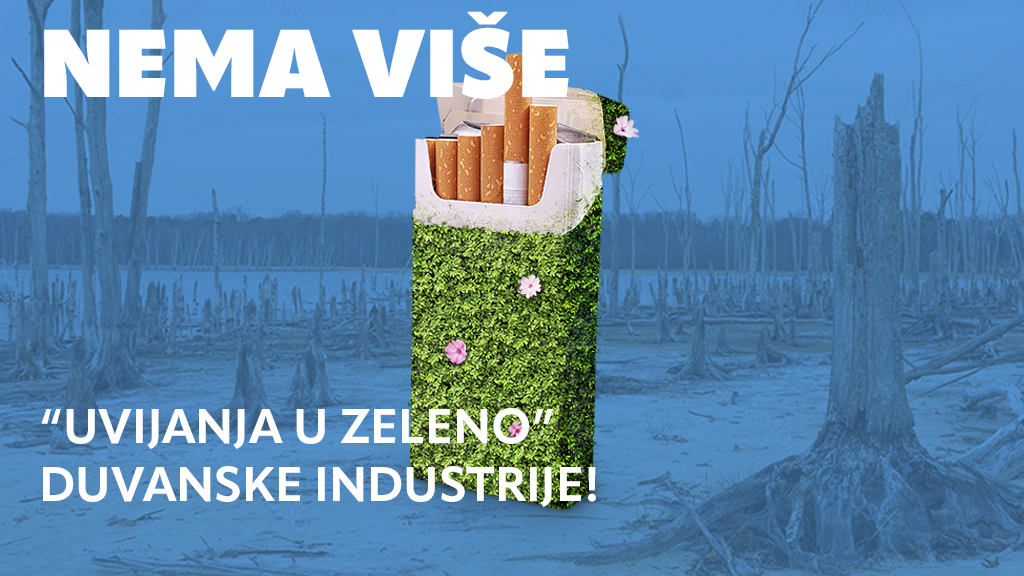 NEMA VIŠE
“UVIJANJA U ZELENO”
DUVANSKE INDUSTRIJE!